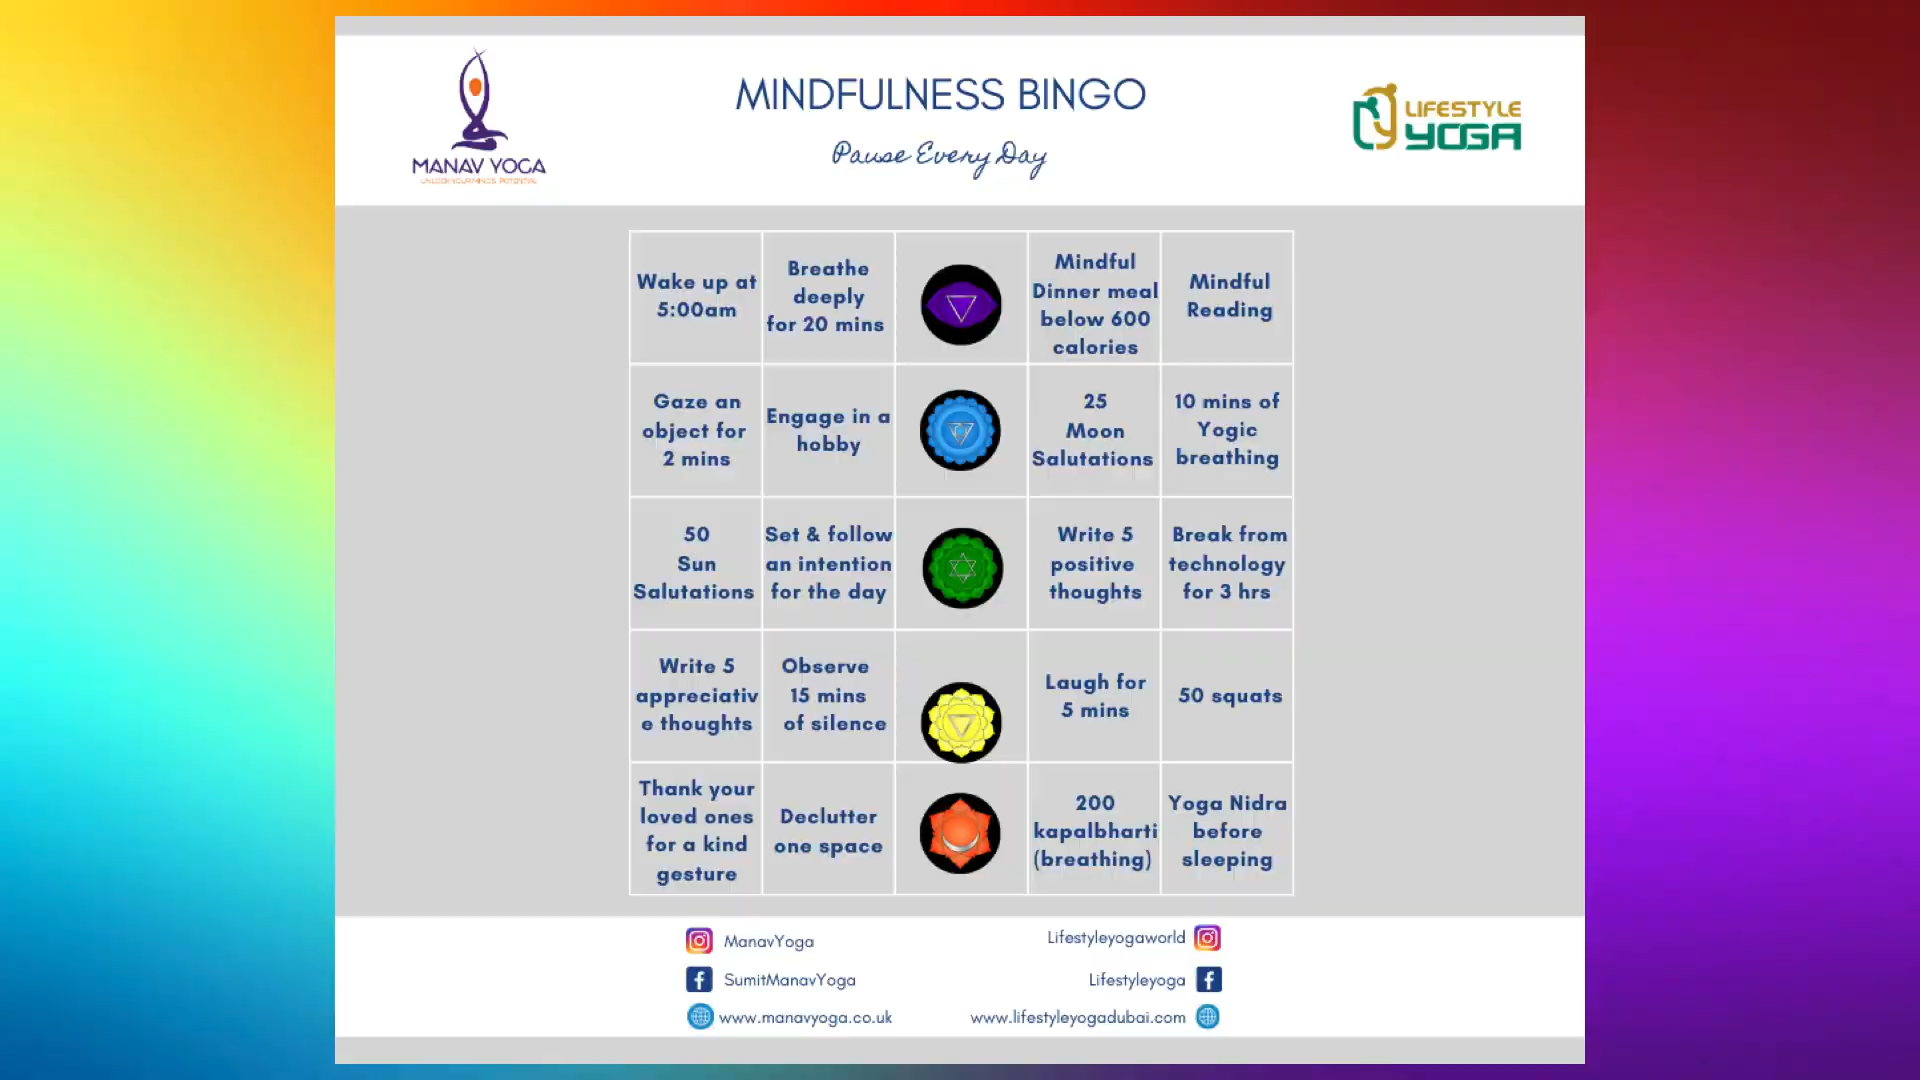 MANAV YOGA
UNLOCK YOUR MINDS POTENTIAL
MINDFULNESS BINGO
Pause Every Day
LIFESTYLE
YOGA
Wake up at
5:00am
Breathe
deeply
for 20 mins
Mindful
Dinner meal
below 600
calories
Mindful
Reading
Gaze an
object for
2 mins
Engage in a
hobby
25
Moon
Salutations
10 mins of
Yogic
breathing
50
Sun
Salutations
Set & follow
an intention
for the day
Write 5
positive
thoughts
Break from
technology
for 3 hrs
Write 5
appreciativ
e thoughts
Observe
15 mins
of silence
Laugh for
5 mins
50 squats
Thank your
loved ones
for a kind
gesture
Declutter
one space
200
kapalbharti
(breathing)
Yoga Nidra
before
sleeping
ManavYoga
SumitManavYoga
www.manavyoga.co.uk
Lifestyleyogaworld
Lifestyleyoga
www.lifestyleyogadubai.com